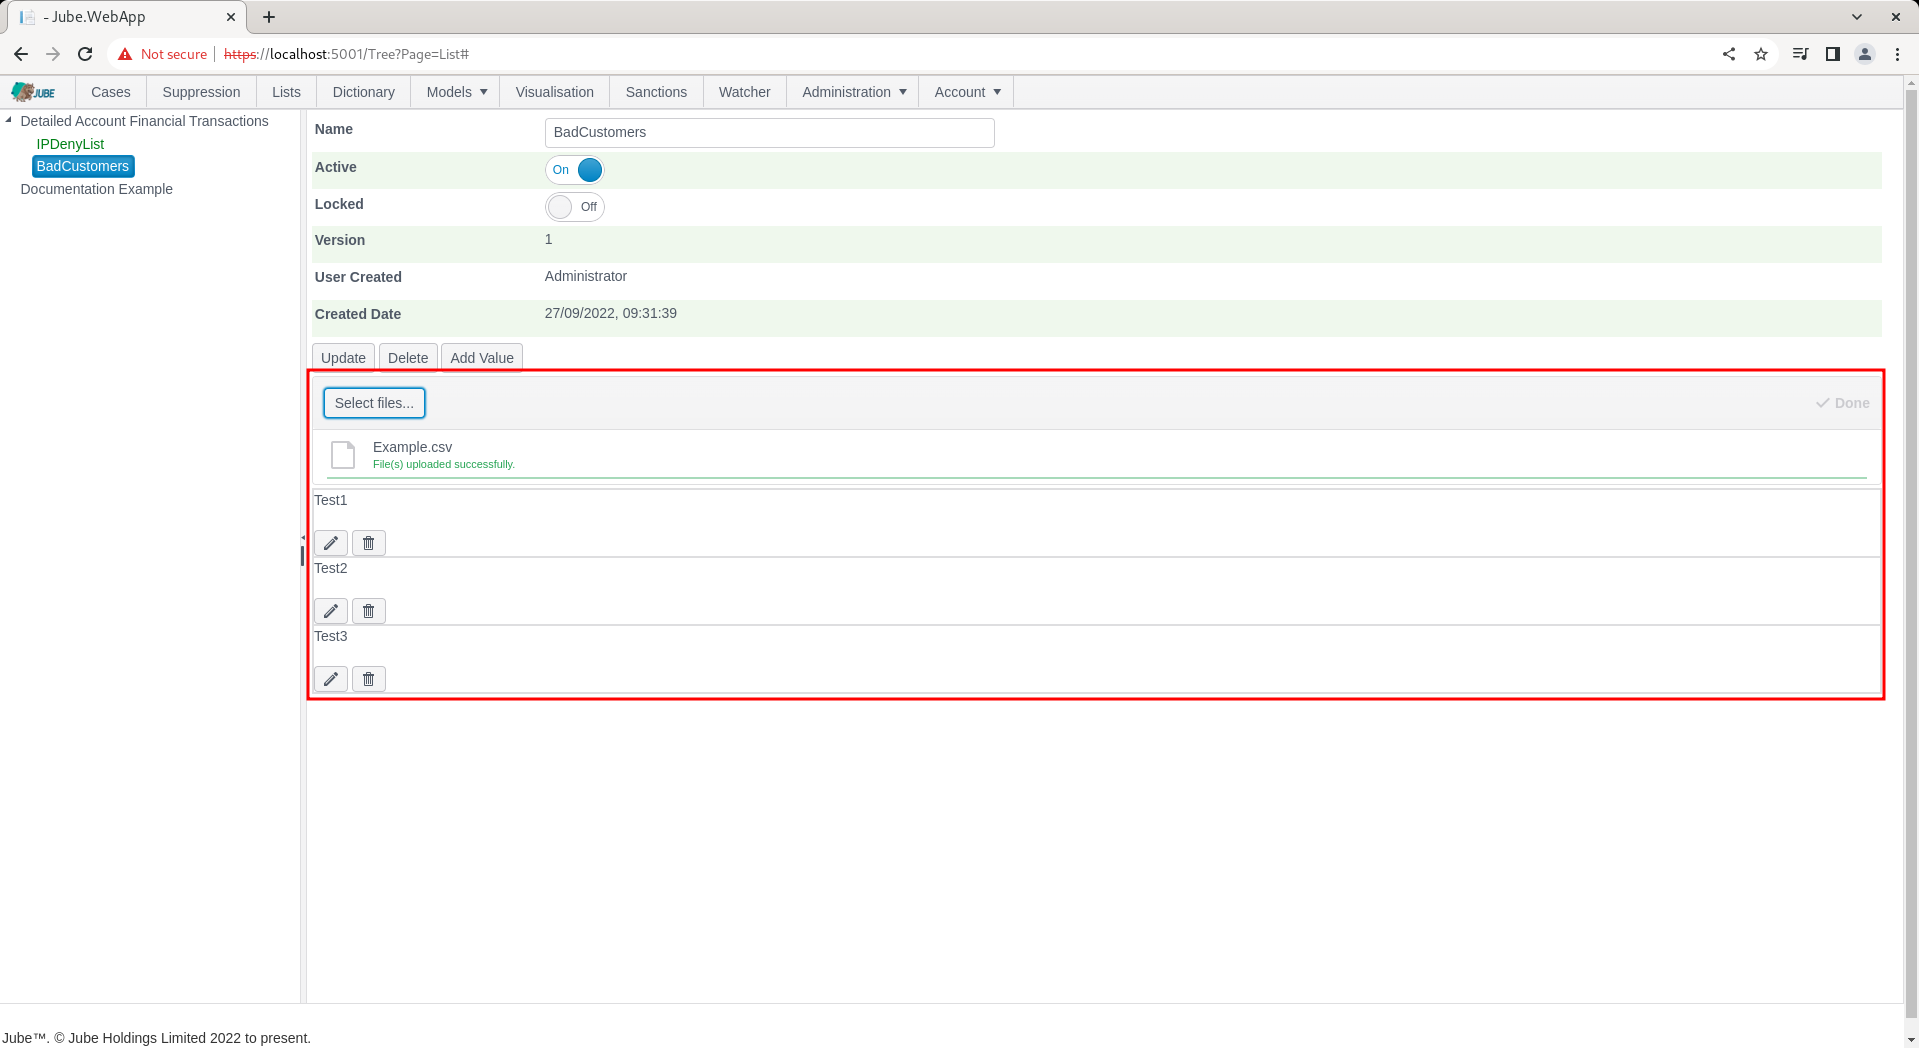 - Jube.WebApp
Not secure https://localhost:5001/Tree?Page=List#
JUBE Cases Suppression Lists Dictionary Models Visualisation Sanctions Watcher Administration Account
Detailed Account Financial Transactions
IPDenyList
BadCustomers
Documentation Example
Name BadCustomers
Active On
Locked Off
Version 1
User Created Administrator
Created Date 27/09/2022, 09:31:39
Update Delete Add Value
Select files... Done
Example.csv
File(s) uploaded successfully.
Test1
Test2
Test3
Jube™. © Jube Holdings Limited 2022 to present.